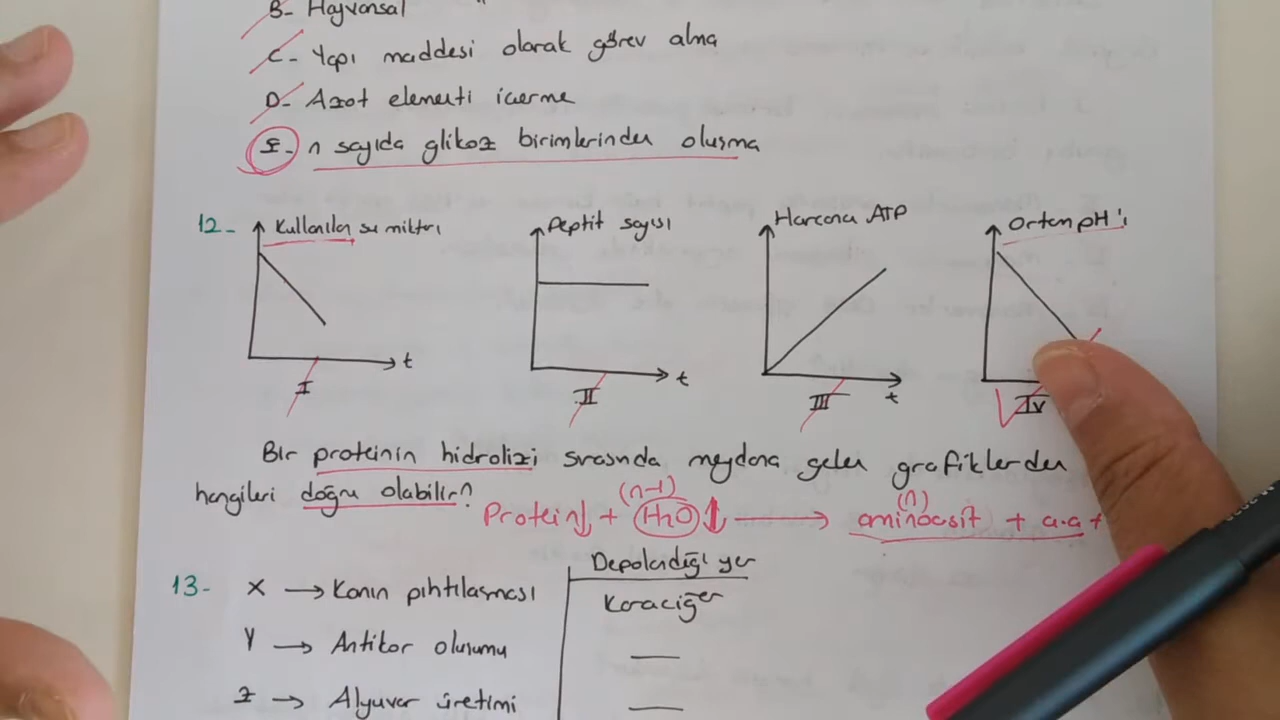 B- Hayvansal "
C- Yapı maddesi olarak görev alma
D- Azot elementi içerme
E- n sayıda glikoz birimlerinden oluşma
12- Kullanılan su miktarı Peptit sayısı Harcanan ATP Ortam pH'ı
t t t
I II III IV
Bir proteinin hidrolizi sırasında meydana gelen grafiklerden
hangileri doğru olabilir?
(n-1) (n)
Protein↓ + H2O ↓ → aminoasit + a.a +
Depolandığı yer
13- X → Kanın pıhtılaşması Karaciğer
Y → Antikor oluşumu —
Z → Alyuvar üretimi —